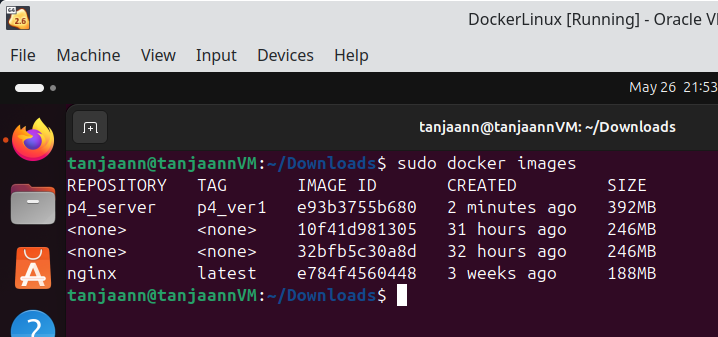 DockerLinux [Running] - Oracle V
File Machine View Input Devices Help
May 26 21:53
tanjaann@tanjaannVM: ~/Downloads
tanjaann@tanjaannVM:~/Downloads$ sudo docker images
REPOSITORY TAG IMAGE ID CREATED SIZE
p4_server p4_ver1 e93b3755b680 2 minutes ago 392MB
<none> <none> 10f41d981305 31 hours ago 246MB
<none> <none> 32bfb5c30a8d 32 hours ago 246MB
nginx latest e784f4560448 3 weeks ago 188MB
tanjaann@tanjaannVM:~/Downloads$